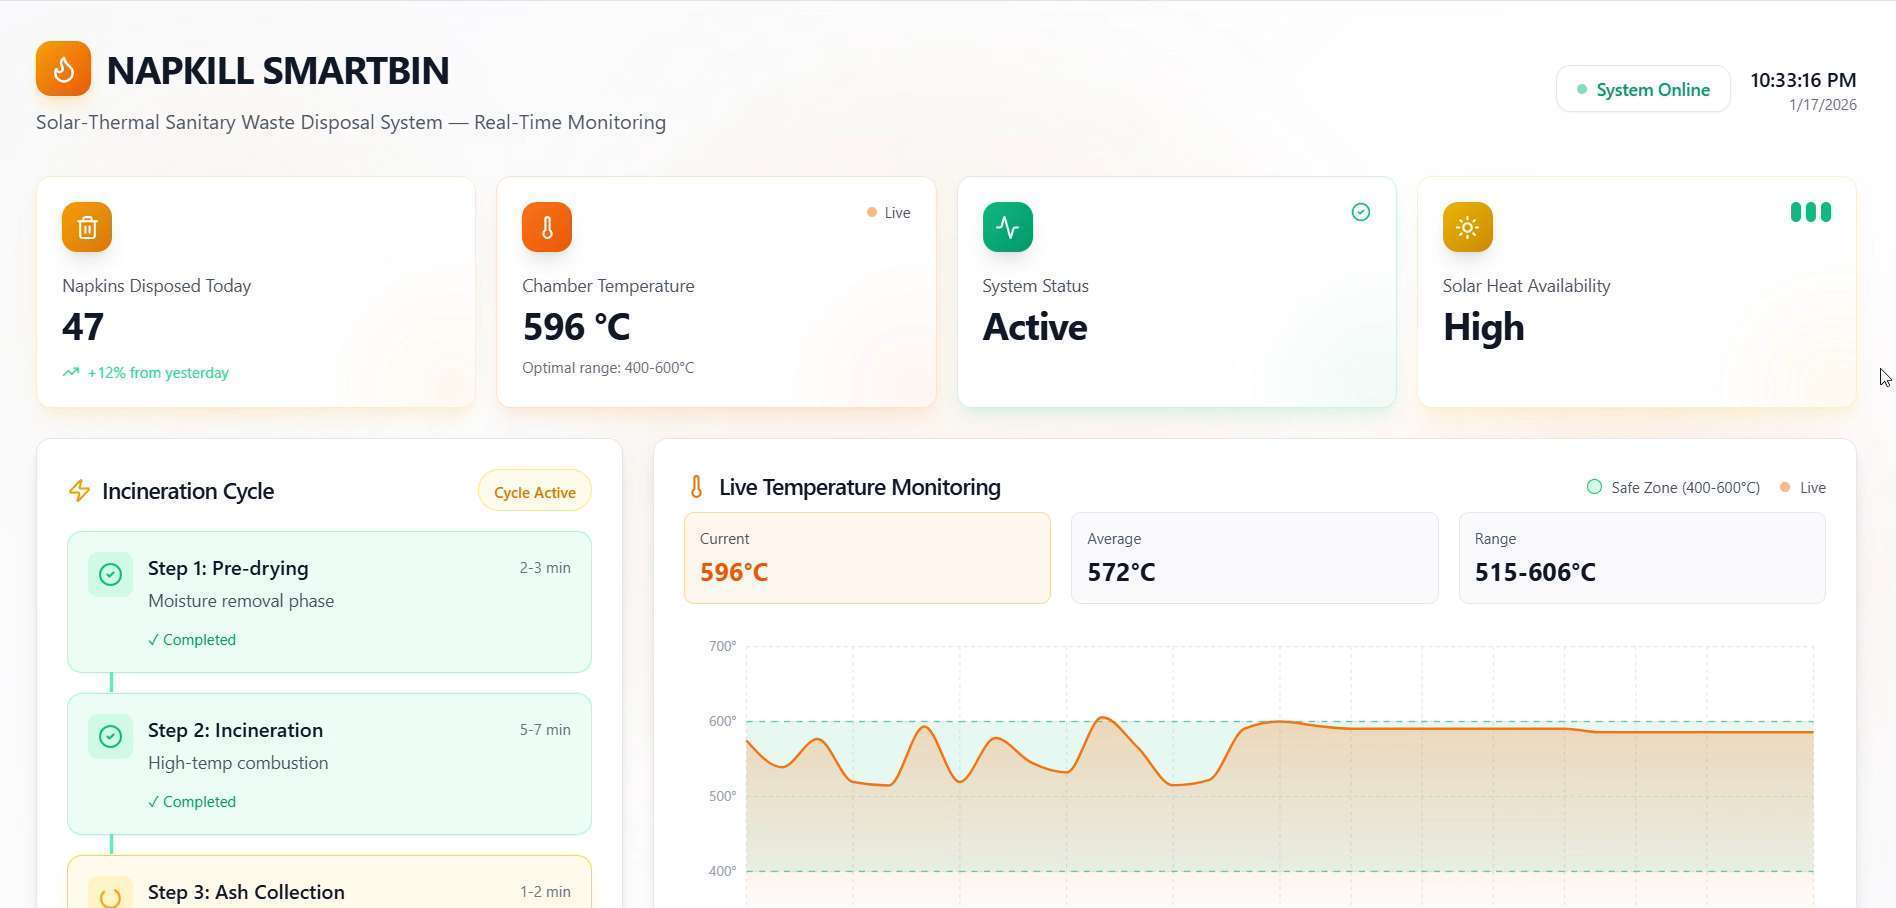 NAPKILL SMARTBIN
Solar-Thermal Sanitary Waste Disposal System — Real-Time Monitoring
System Online
10:33:16 PM
1/17/2026
Napkins Disposed Today
47
+12% from yesterday
Live
Chamber Temperature
596 °C
Optimal range: 400-600°C
System Status
Active
Solar Heat Availability
High
Incineration Cycle
Cycle Active
Step 1: Pre-drying
2-3 min
Moisture removal phase
✓ Completed
Step 2: Incineration
5-7 min
High-temp combustion
✓ Completed
Step 3: Ash Collection
1-2 min
Live Temperature Monitoring
Safe Zone (400-600°C)
Live
Current
596°C
Average
572°C
Range
515-606°C
700°
600°
500°
400°